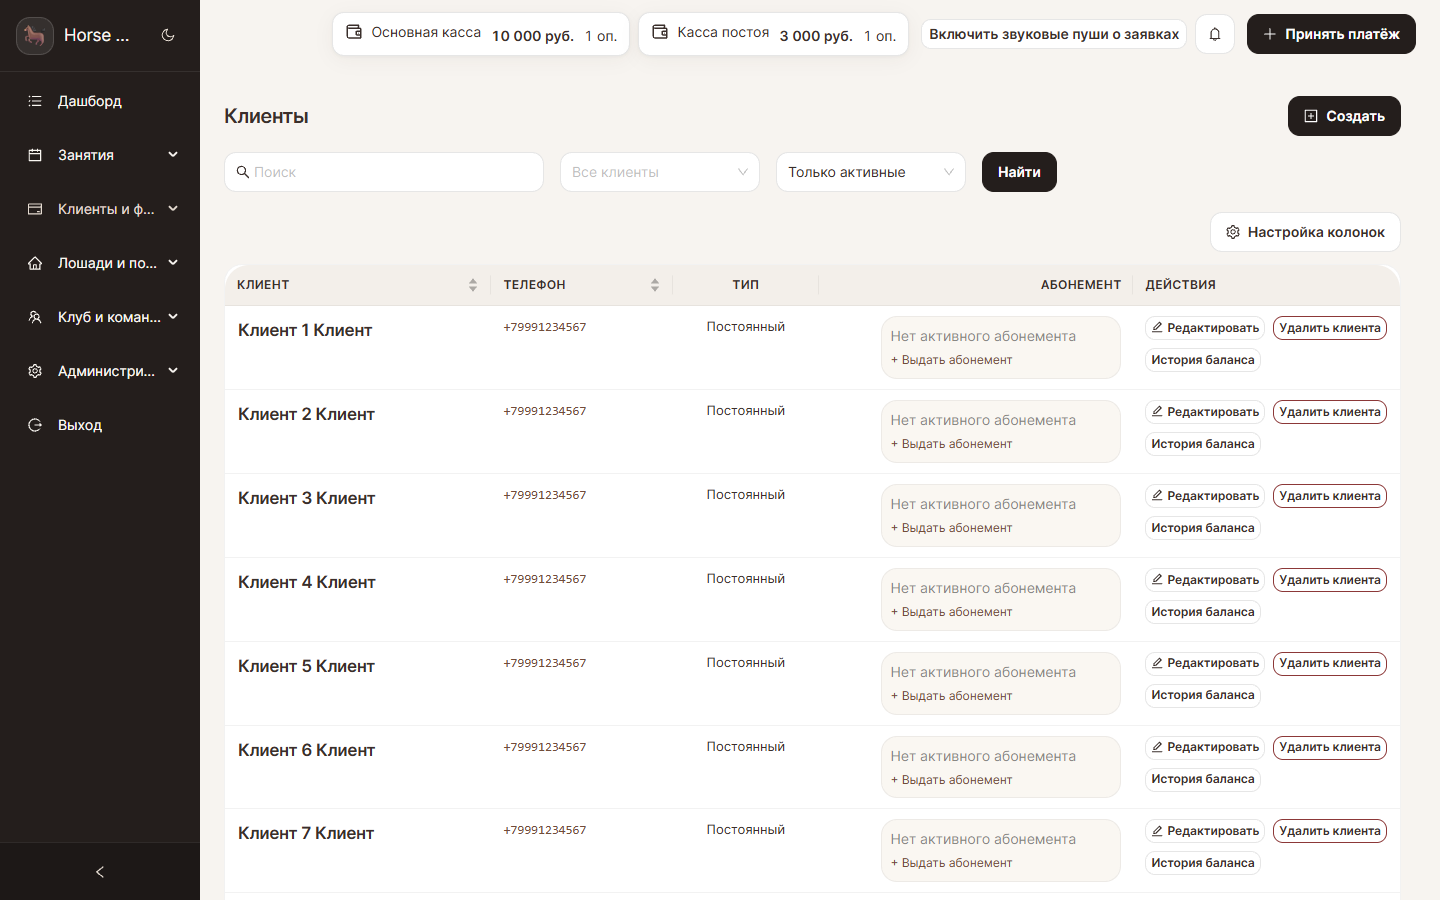 Horse ...
Основная касса 10 000 руб. 1 оп.
Касса постоя 3 000 руб. 1 оп.
Включить звуковые пуши о заявках
Принять платёж
Дашборд
Занятия
Клиенты и ф...
Лошади и по...
Клуб и коман...
Администри...
Выход
Клиенты
Создать
Поиск
Все клиенты
Только активные
Найти
Настройка колонок
КЛИЕНТ ТЕЛЕФОН ТИП АБОНЕМЕНТ ДЕЙСТВИЯ
Клиент 1 Клиент +79991234567 Постоянный Нет активного абонемента Редактировать Удалить клиента
+ Выдать абонемент История баланса
Клиент 2 Клиент +79991234567 Постоянный Нет активного абонемента Редактировать Удалить клиента
+ Выдать абонемент История баланса
Клиент 3 Клиент +79991234567 Постоянный Нет активного абонемента Редактировать Удалить клиента
+ Выдать абонемент История баланса
Клиент 4 Клиент +79991234567 Постоянный Нет активного абонемента Редактировать Удалить клиента
+ Выдать абонемент История баланса
Клиент 5 Клиент +79991234567 Постоянный Нет активного абонемента Редактировать Удалить клиента
+ Выдать абонемент История баланса
Клиент 6 Клиент +79991234567 Постоянный Нет активного абонемента Редактировать Удалить клиента
+ Выдать абонемент История баланса
Клиент 7 Клиент +79991234567 Постоянный Нет активного абонемента Редактировать Удалить клиента
+ Выдать абонемент История баланса